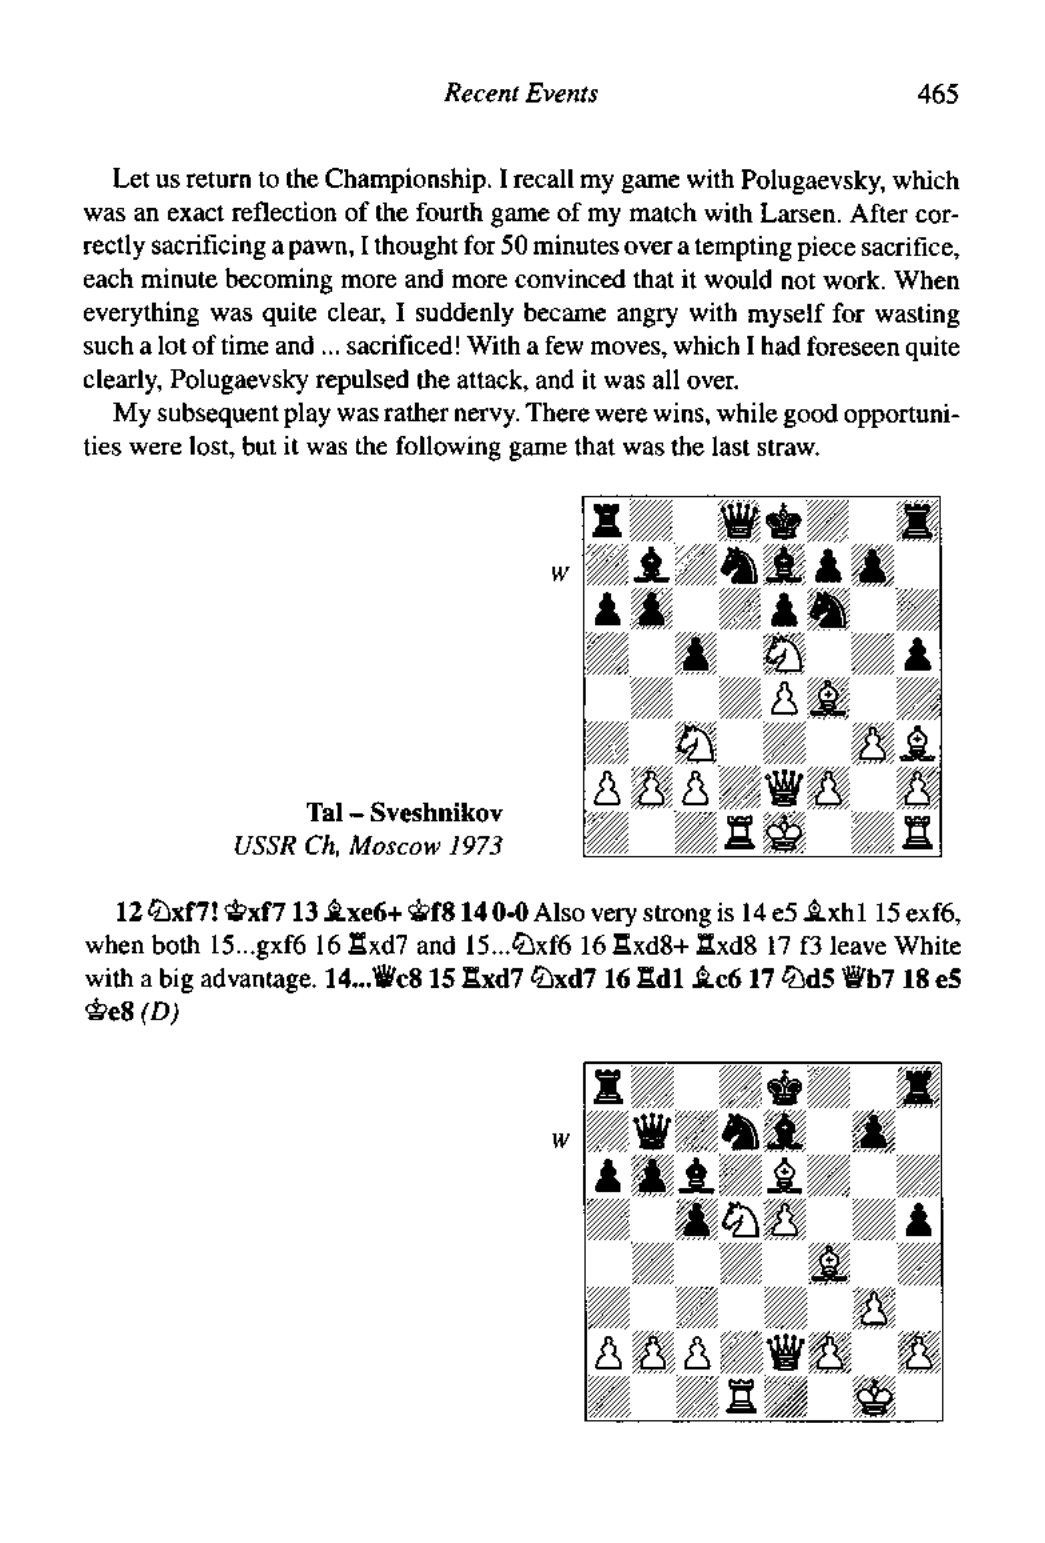 Recent Events 465
Let us return to the Championship. I recall my game with Polugaevsky, which
was an exact reflection of the fourth game of my match with Larsen. After cor-
rectly sacrificing a pawn, I thought for 50 minutes over a tempting piece sacrifice,
each minute becoming more and more convinced that it would not work. When
everything was quite clear, I suddenly became angry with myself for wasting
such a lot of time and ... sacrificed! With a few moves, which I had foreseen quite
clearly, Polugaevsky repulsed the attack, and it was all over.
My subsequent play was rather nervy. There were wins, while good opportuni-
ties were lost, but it was the following game that was the last straw.
W
Tal – Sveshnikov
USSR Ch, Moscow 1973
12 ♘xf7! ♔xf7 13 ♗xe6+ ♔f8 14 0-0 Also very strong is 14 e5 ♗xh1 15 exf6,
when both 15...gxf6 16 ♖xd7 and 15...♘xf6 16 ♖xd8+ ♖xd8 17 f3 leave White
with a big advantage. 14...♕c8 15 ♖xd7 ♘xd7 16 ♖d1 ♗c6 17 ♘d5 ♕b7 18 e5
♔e8 (D)
W